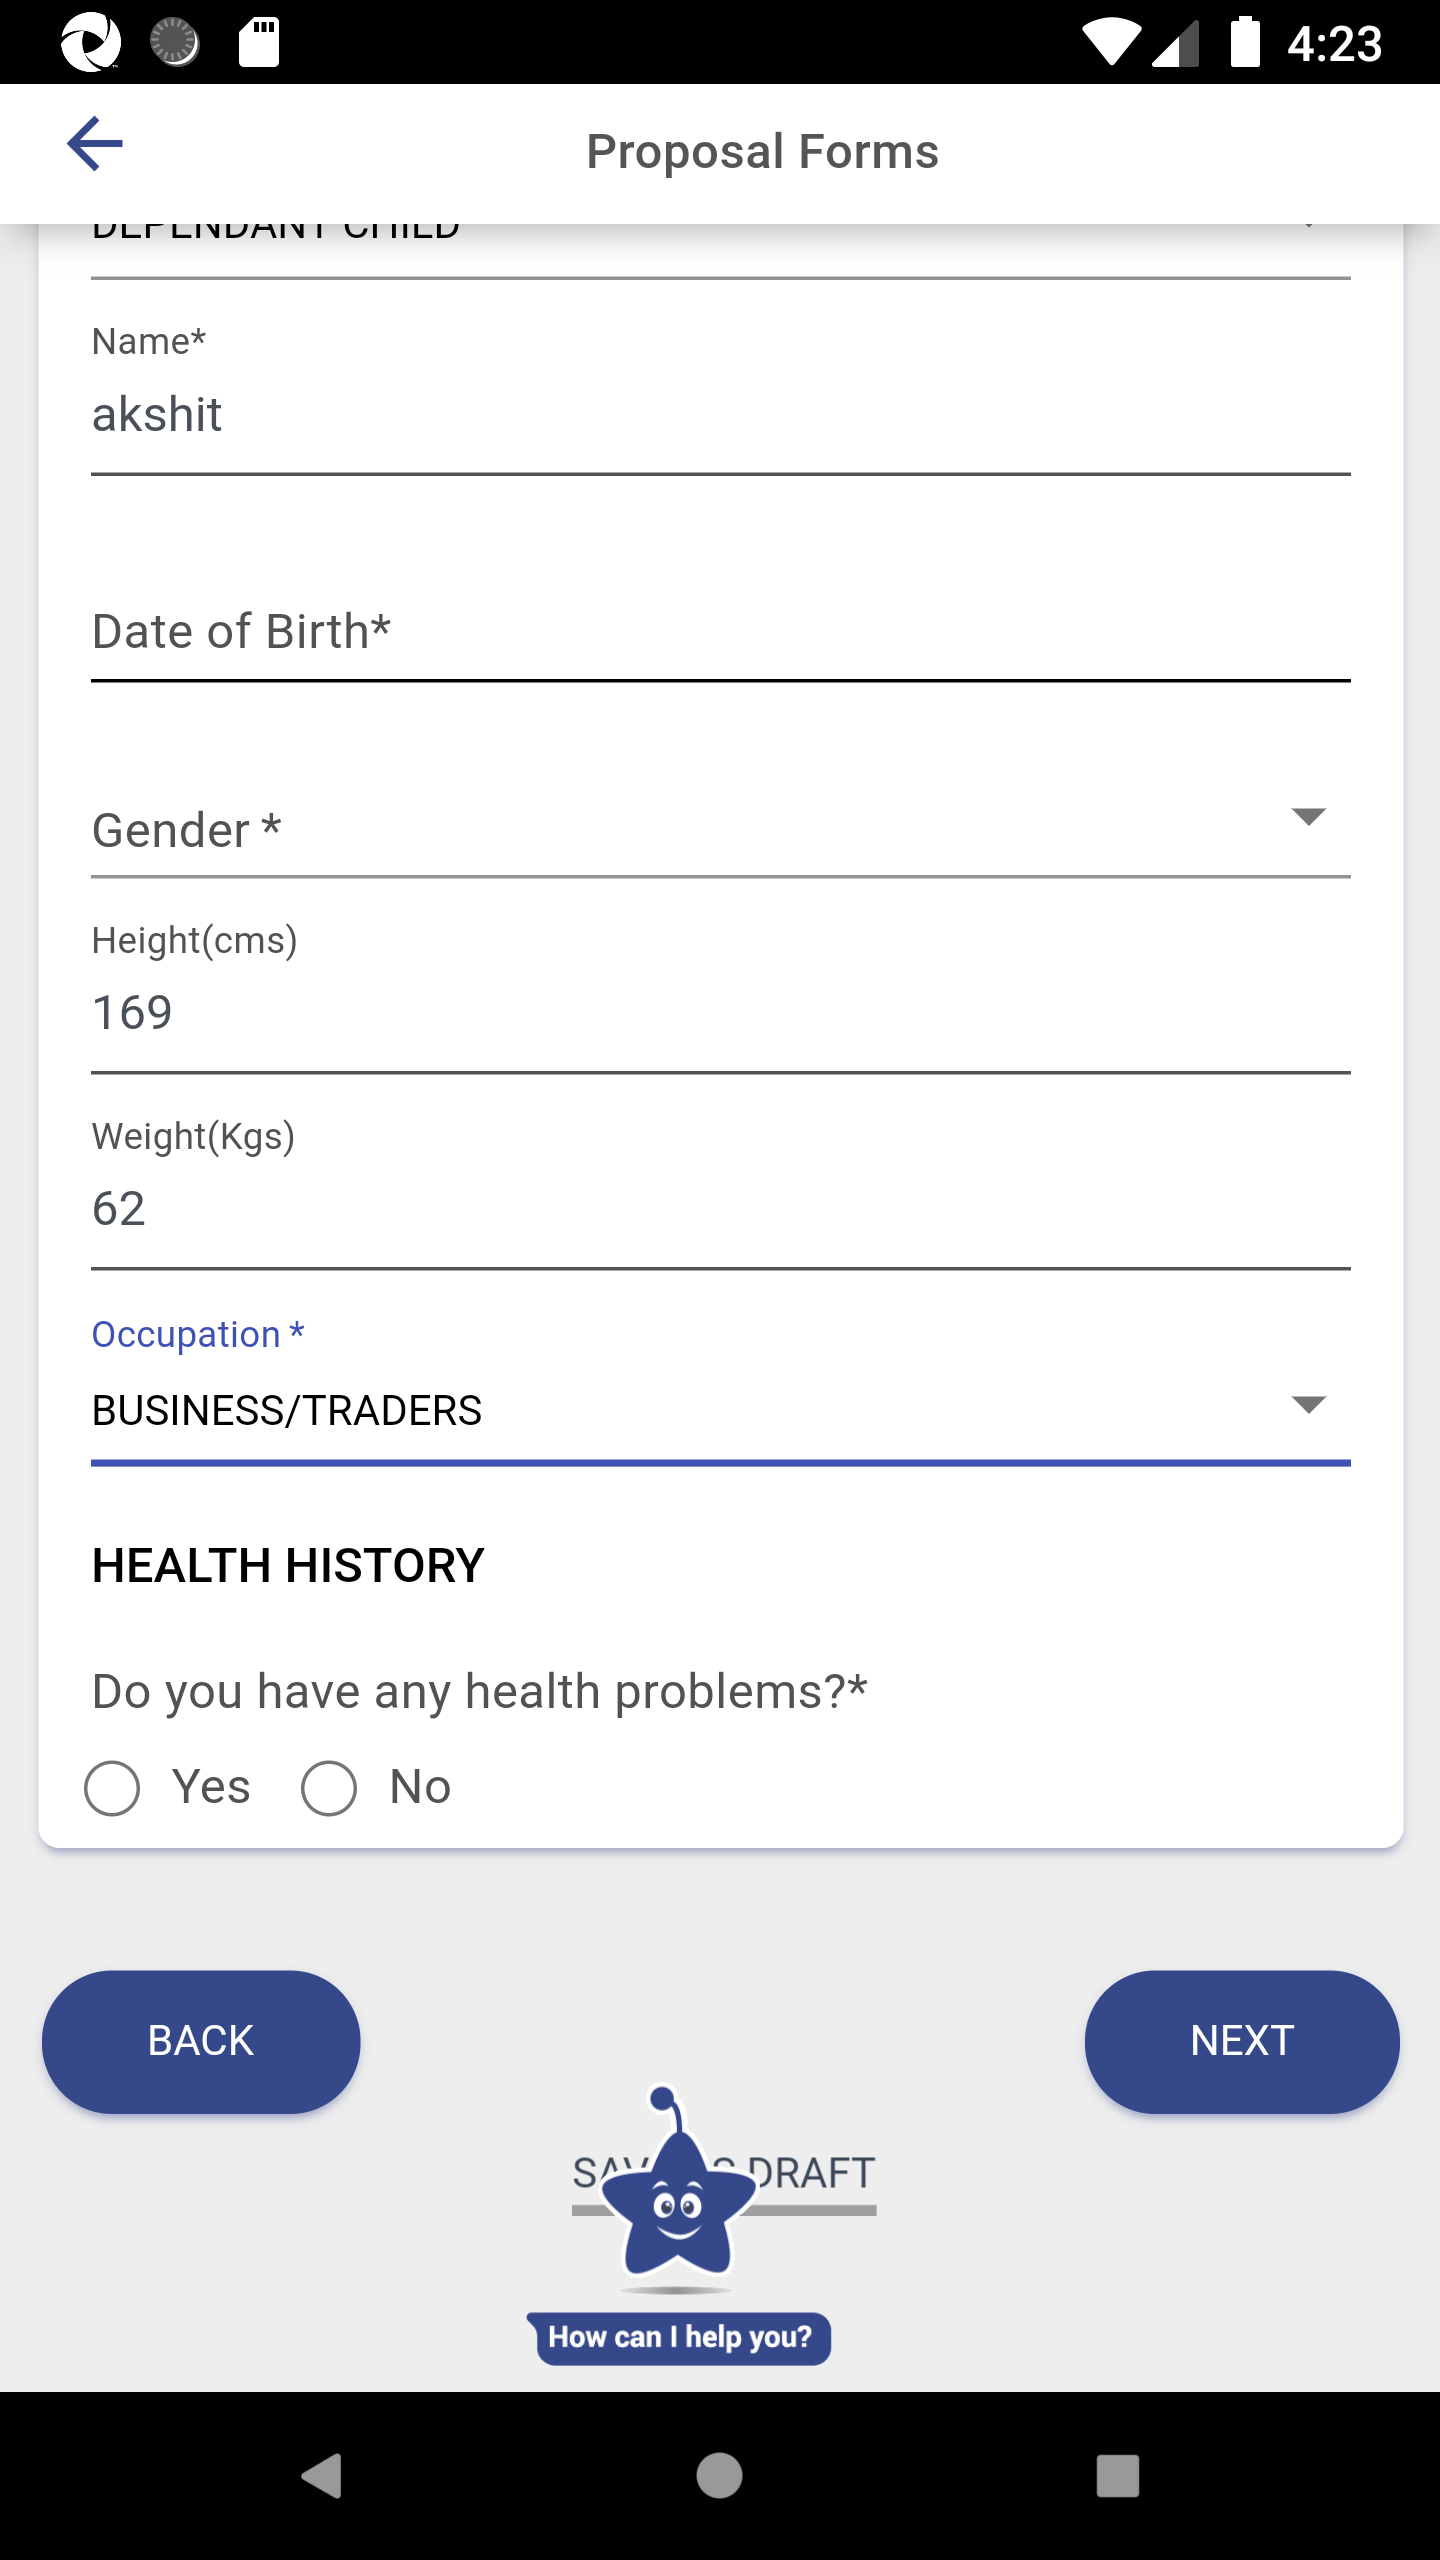 4:23
Proposal Forms
DEPENDANT CHILD
Name*
akshit
Date of Birth*
Gender *
Height(cms)
169
Weight(Kgs)
62
Occupation *
BUSINESS/TRADERS
HEALTH HISTORY
Do you have any health problems?*
Yes No
BACK NEXT
SAVE AS DRAFT
How can I help you?